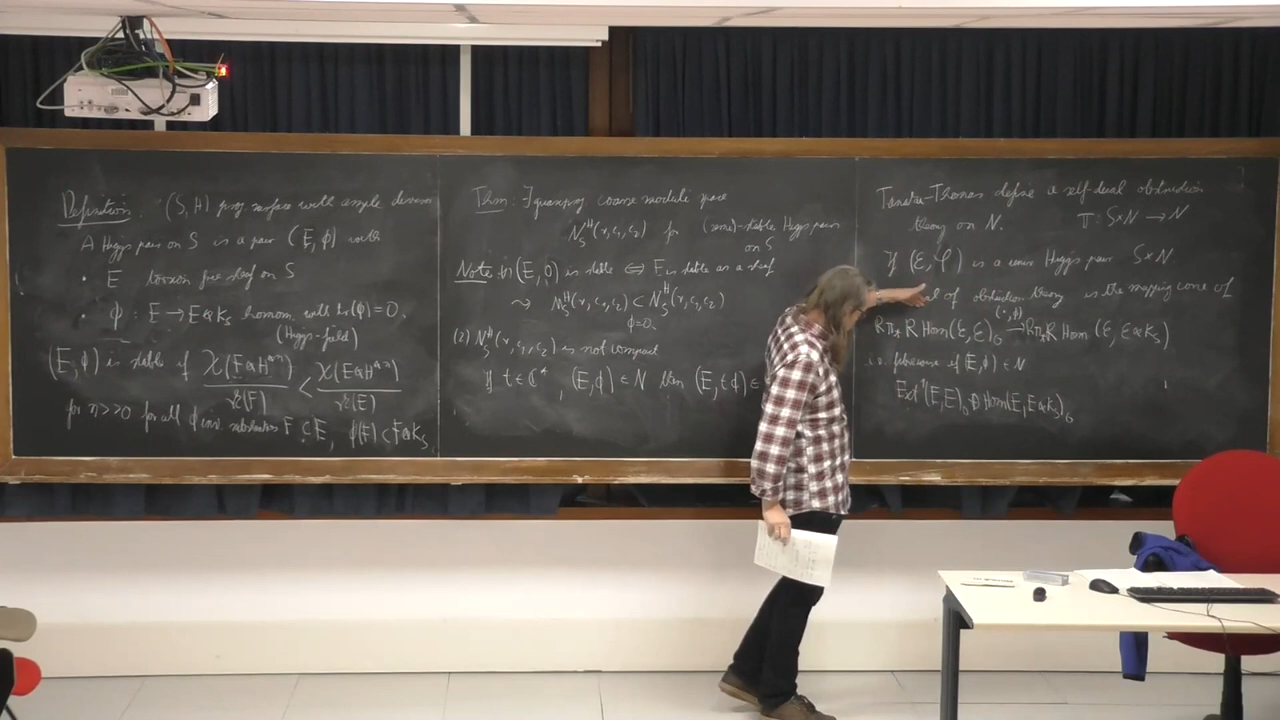 Definition: (S,H) proj. surface with ample divisor
A Higgs pair on S is a pair (E,ϕ) with
• E torsion free sheaf on S
• ϕ : E → E⊗K_S homom. with tr(ϕ)=0.
(Higgs-field)
(E,ϕ) is stable if χ(F⊗H^{⊗n})/rk(F) < χ(E⊗H^{⊗n})/rk(E)
for n>>0 for all ϕ inv. subsheaves F ⊊ E, ϕ(F) ⊂ F⊗K_S
Thm: ∃ quasiproj coarse moduli space
N_S^H(r,c_1,c_2) for (semi)-stable Higgs pairs
on S
Note (1) (E,0) is stable ⇔ E is stable as a sheaf
⇝ M_S^H(r,c_1,c_2) ⊂ N_S^H(r,c_1,c_2)
ϕ=0
(2) N_S^H(r,c_1,c_2) is not compact
If t∈ℂ*, (E,ϕ) ∈ N then (E,tϕ) ∈
Tanaka-Thomas define a self-dual obstruction
theory on N. π: S×N → N
If (ℰ,φ) is a univ Higgs pair S×N
of obstruction theory is the mapping cone of
Rπ_* R Hom(ℰ,ℰ)_0 →^{[·,ϕ]} Rπ_* R Hom(ℰ,ℰ⊗K_S)
i.e. fibrewise if (E,ϕ) ∈ N
Ext^1(E,E)_0 ⊕ Hom(E,E⊗K_S)_0